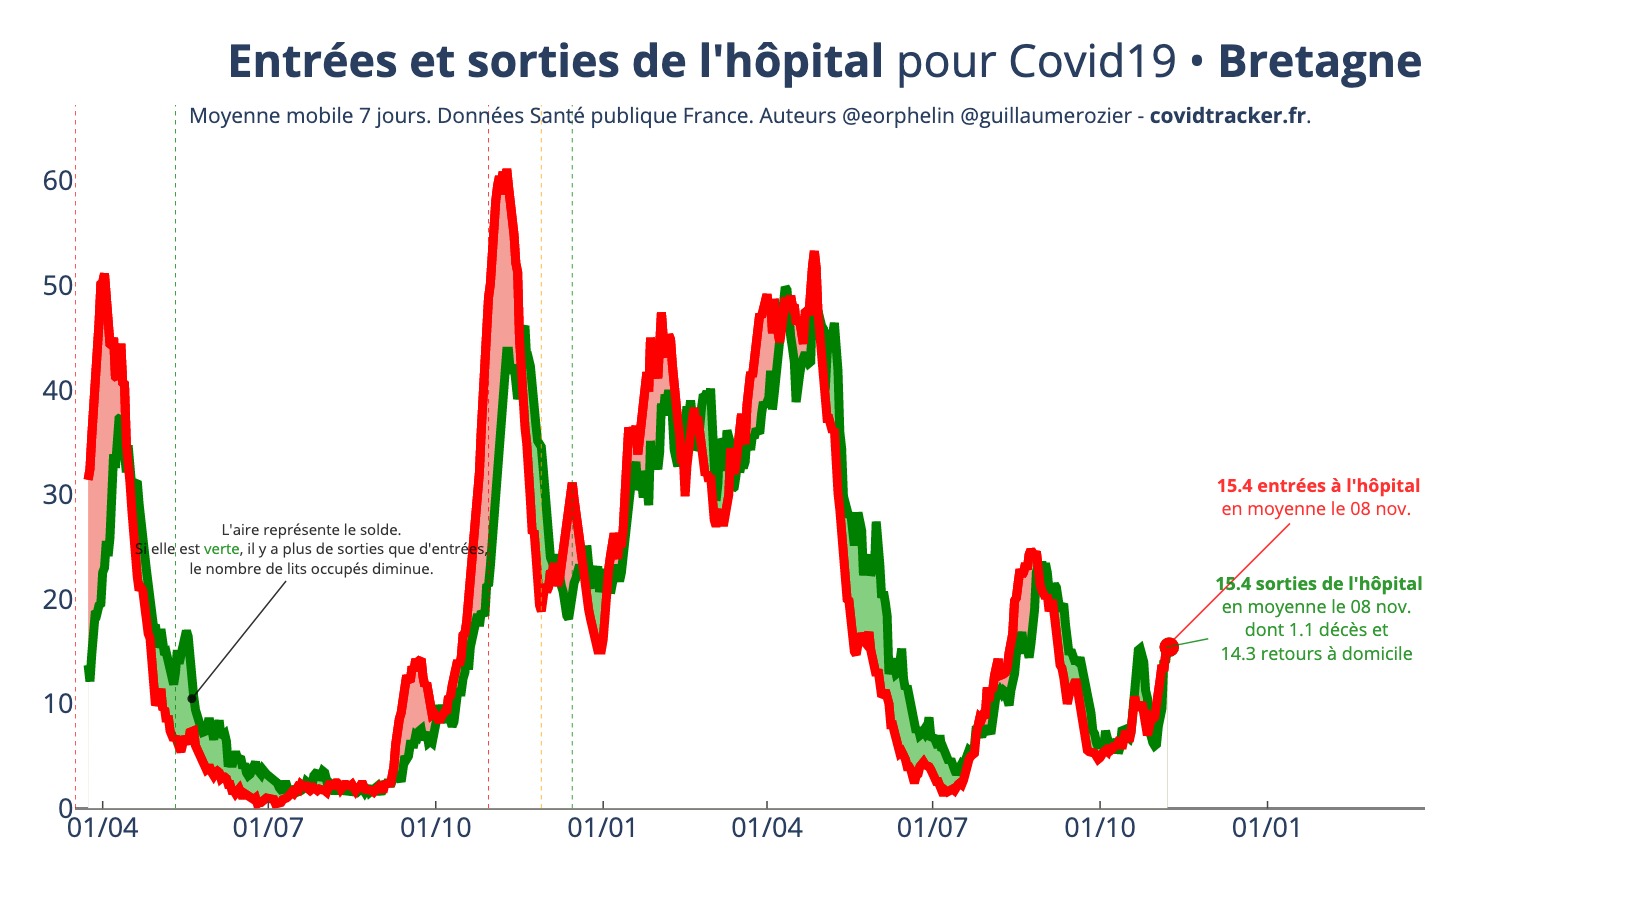 Entrées et sorties de l'hôpital pour Covid19 • Bretagne
Moyenne mobile 7 jours. Données Santé publique France. Auteurs @eorphelin @guillaumerozier - covidtracker.fr.
60
50
40
30
20
10
0
L'aire représente le solde.
Si elle est verte, il y a plus de sorties que d'entrées,
le nombre de lits occupés diminue.
15.4 entrées à l'hôpital
en moyenne le 08 nov.
15.4 sorties de l'hôpital
en moyenne le 08 nov.
dont 1.1 décès et
14.3 retours à domicile
01/04
01/07
01/10
01/01
01/04
01/07
01/10
01/01